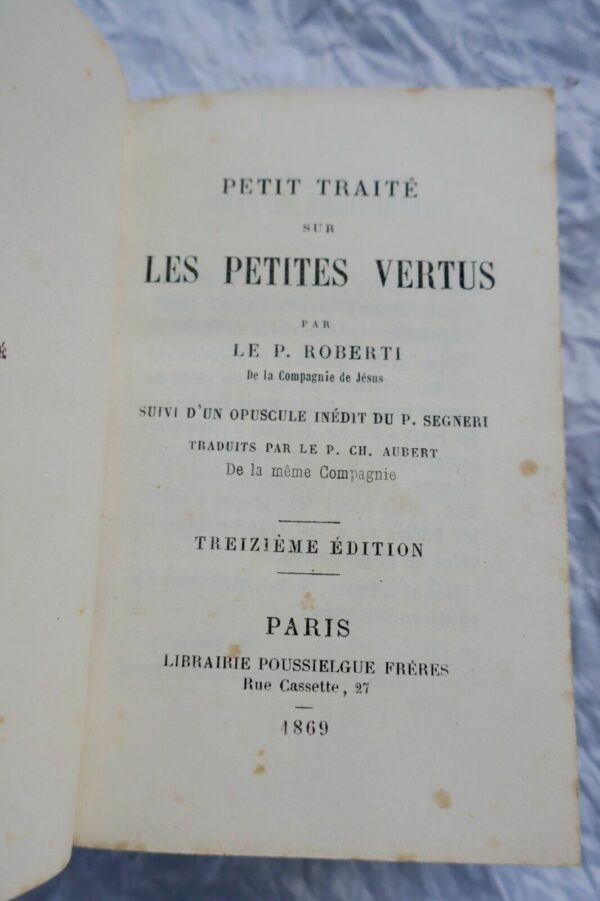 PETIT TRAITÉ
SUR
LES PETITES VERTUS
PAR
LE P. ROBERTI
De la Compagnie de Jésus
SUIVI D'UN OPUSCULE INÉDIT DU P. SEGNERI
TRADUITS PAR LE P. CH. AUBERT
De la même Compagnie
TREIZIÈME ÉDITION
PARIS
LIBRAIRIE POUSSIELGUE FRÈRES
Rue Cassette, 27
1869